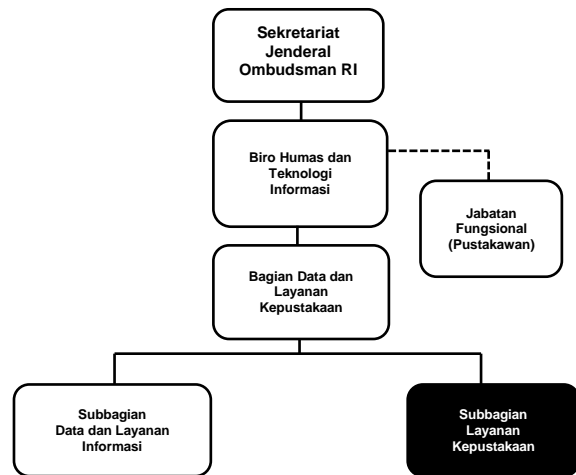 Sekretariat
Jenderal
Ombudsman RI
Biro Humas dan
Teknologi
Informasi
Jabatan
Fungsional
(Pustakawan)
Bagian Data dan
Layanan
Kepustakaan
Subbagian
Data dan Layanan
Informasi
Subbagian
Layanan
Kepustakaan